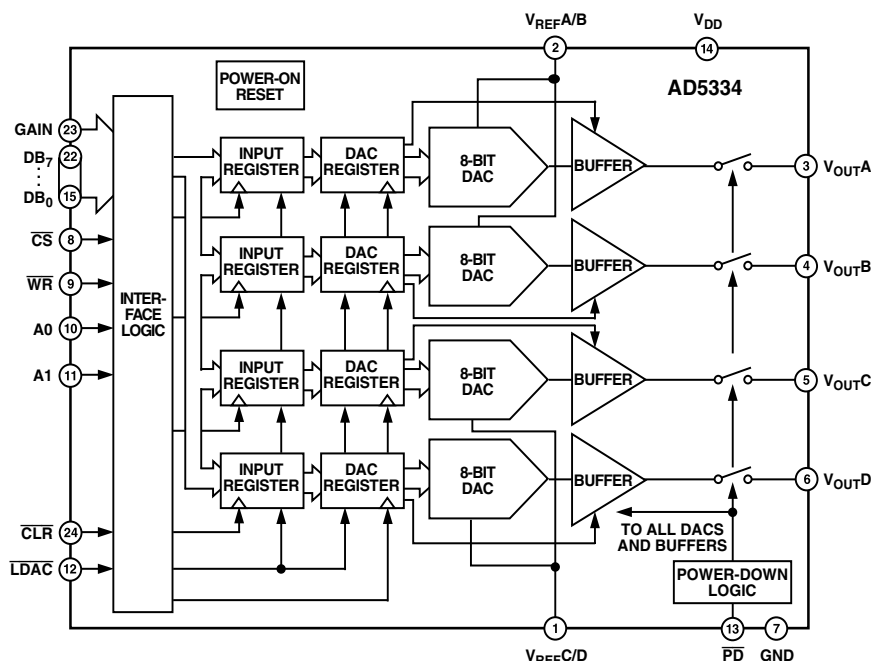 VREFA/B
VDD
2
14
POWER-ON
RESET
AD5334
GAIN 23
DB7 22
DB0 15
CS 8
WR 9
A0 10
A1 11
CLR 24
LDAC 12
INTER-
FACE
LOGIC
INPUT
REGISTER
DAC
REGISTER
8-BIT
DAC
BUFFER
3 VOUTA
INPUT
REGISTER
DAC
REGISTER
8-BIT
DAC
BUFFER
4 VOUTB
INPUT
REGISTER
DAC
REGISTER
8-BIT
DAC
BUFFER
5 VOUTC
INPUT
REGISTER
DAC
REGISTER
8-BIT
DAC
BUFFER
6 VOUTD
TO ALL DACS
AND BUFFERS
POWER-DOWN
LOGIC
1
13
7
VREFC/D
PD
GND